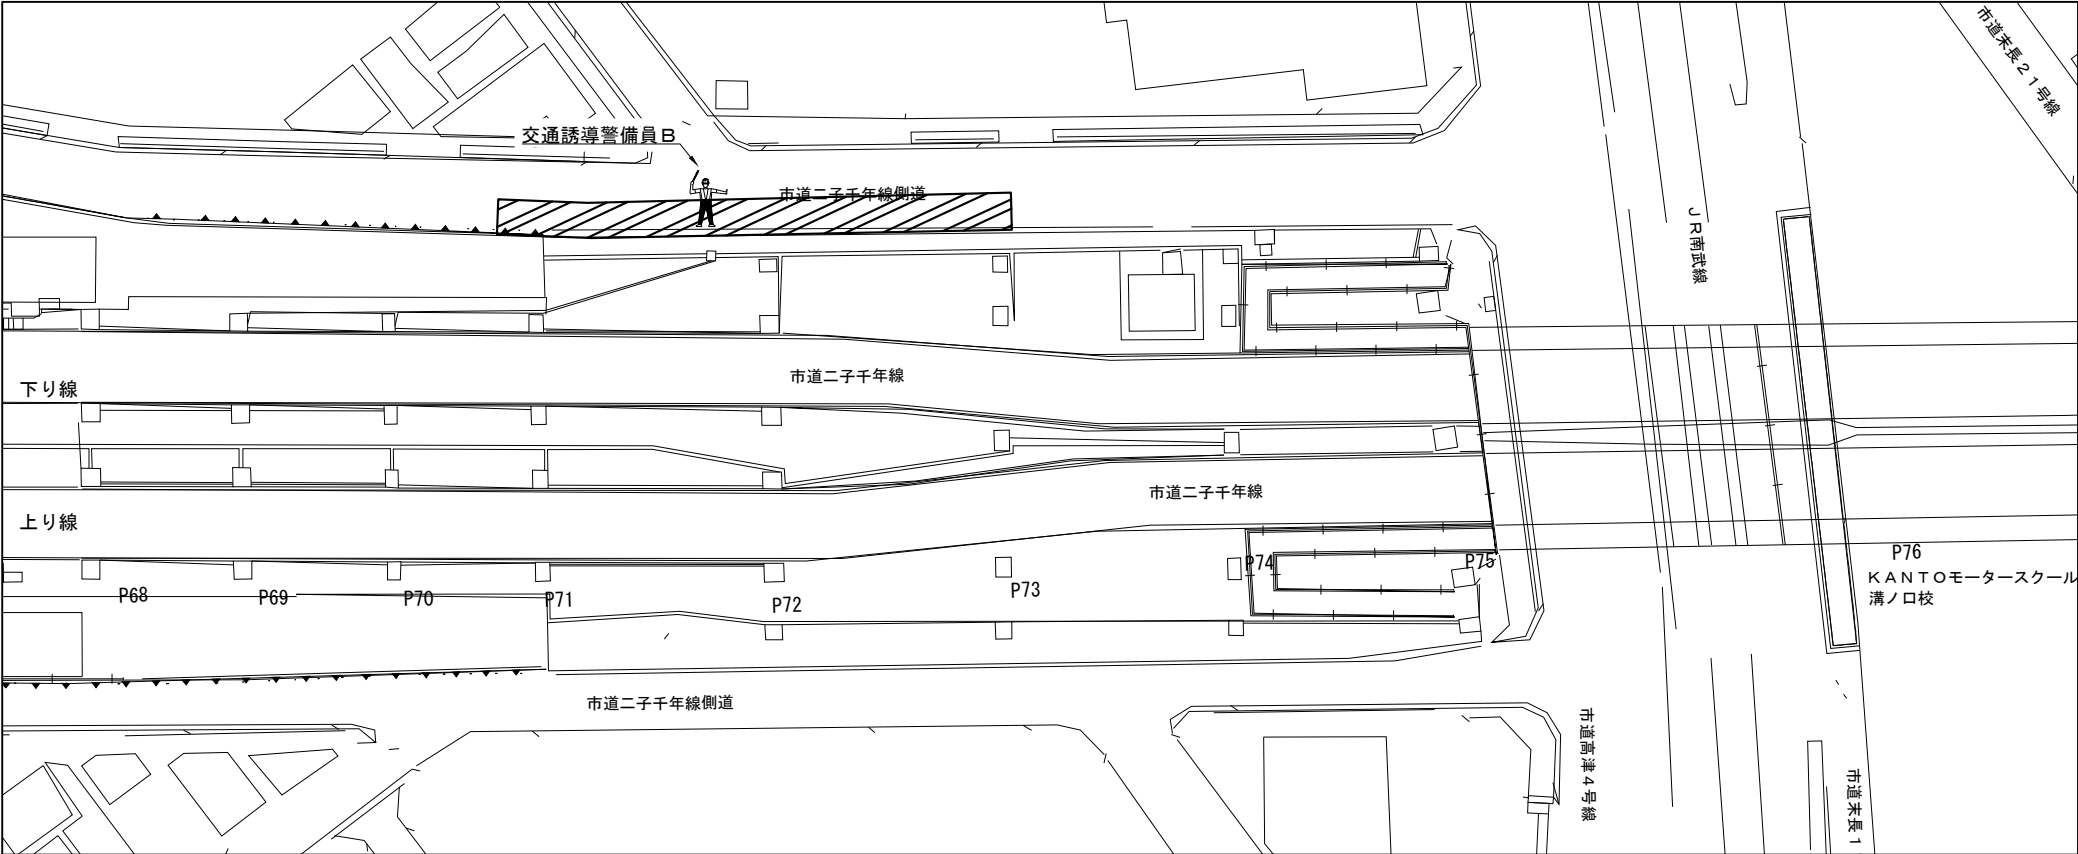 市道末長２１号線
交通誘導警備員Ｂ
市道二子千年線側道
ＪＲ南武線
下り線
市道二子千年線
上り線
市道二子千年線
P68
P69
P70
P71
P72
P73
P74
P75
P76
ＫＡＮＴＯモータースクール
溝ノ口校
市道二子千年線側道
市道高津４号線
市道末長１